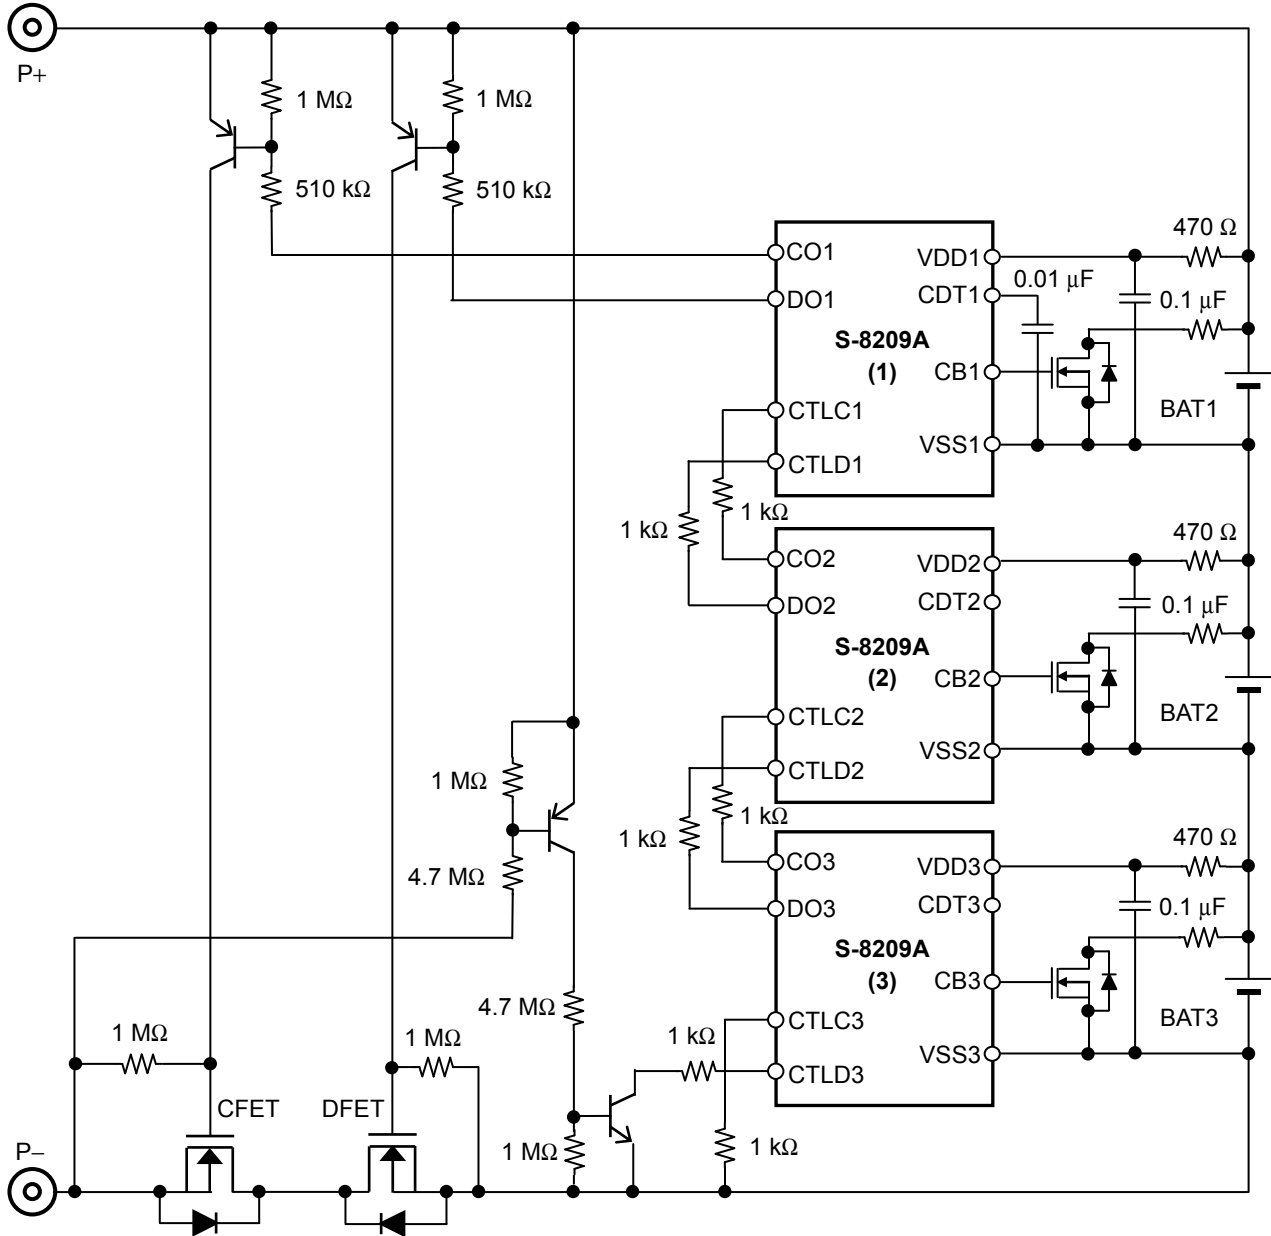 P+
1 MΩ
1 MΩ
510 kΩ
510 kΩ
470 Ω
CO1
VDD1
0.01 μF
DO1
CDT1
0.1 μF
S-8209A
(1)
CB1
BAT1
CTLC1
VSS1
CTLD1
1 kΩ
1 kΩ
470 Ω
CO2
VDD2
DO2
CDT2
0.1 μF
S-8209A
(2)
CB2
BAT2
CTLC2
VSS2
CTLD2
1 MΩ
1 kΩ
1 kΩ
470 Ω
CO3
VDD3
4.7 MΩ
DO3
CDT3
0.1 μF
S-8209A
(3)
CB3
4.7 MΩ
BAT3
CTLC3
1 MΩ
1 MΩ
1 kΩ
VSS3
CTLD3
CFET
DFET
P−
1 MΩ
1 kΩ